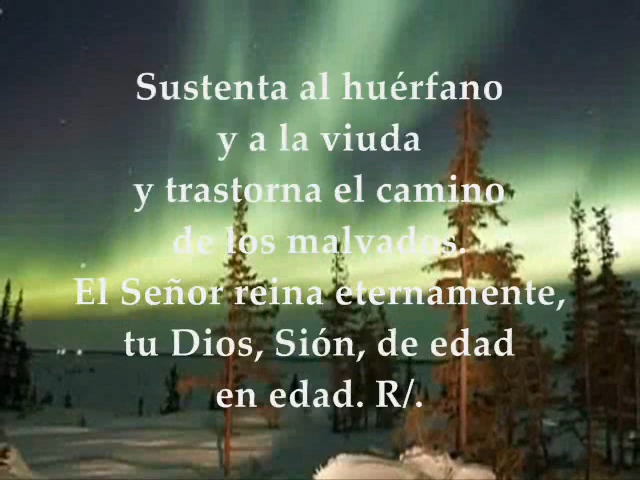 Sustenta al huérfano
y a la viuda
y trastorna el camino
de los malvados.
El Señor reina eternamente,
tu Dios, Sión, de edad
en edad. R/.